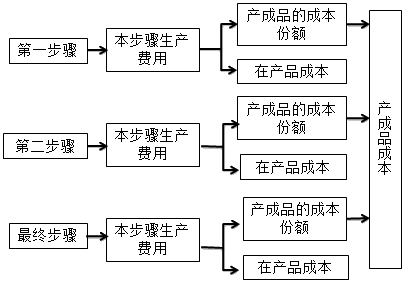 第一步骤
本步骤生产
费用
产成品的成本
份额
在产品成本
第二步骤
本步骤生产
费用
产成品的成本
份额
在产品成本
最终步骤
本步骤生产
费用
产成品的成本
份额
在产品成本
产成品成本